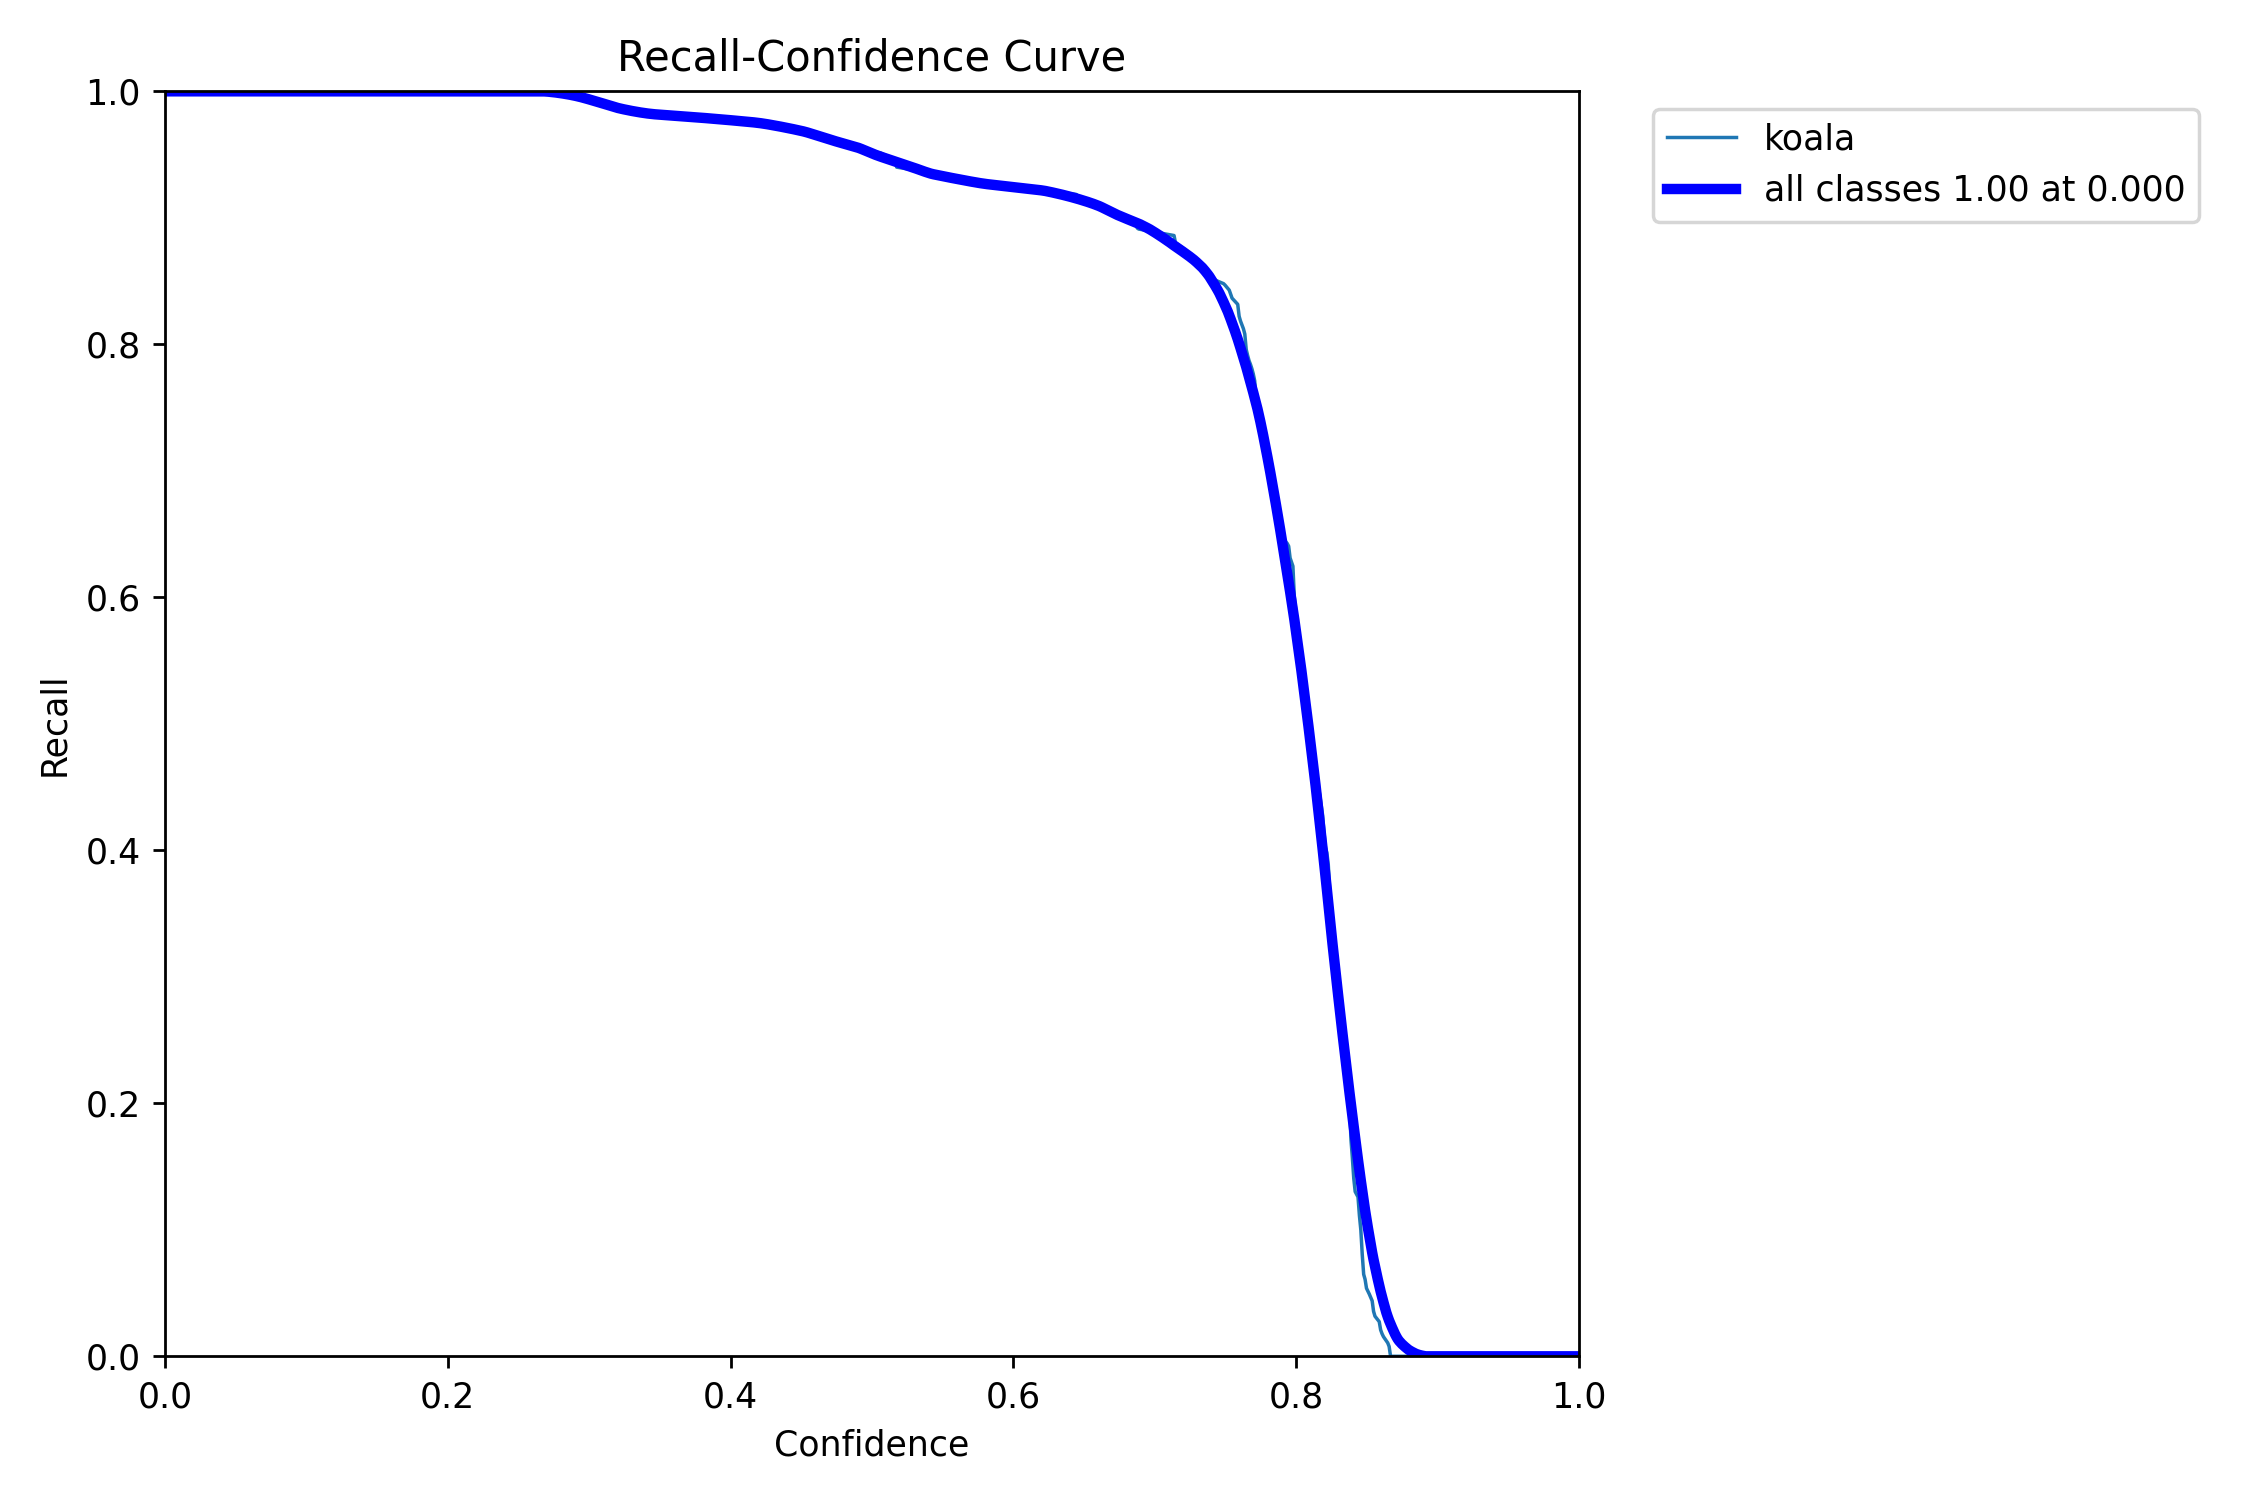 Recall-Confidence Curve
koala
all classes 1.00 at 0.000
1.0
0.8
0.6
0.4
0.2
0.0
Recall
0.0 0.2 0.4 0.6 0.8 1.0
Confidence